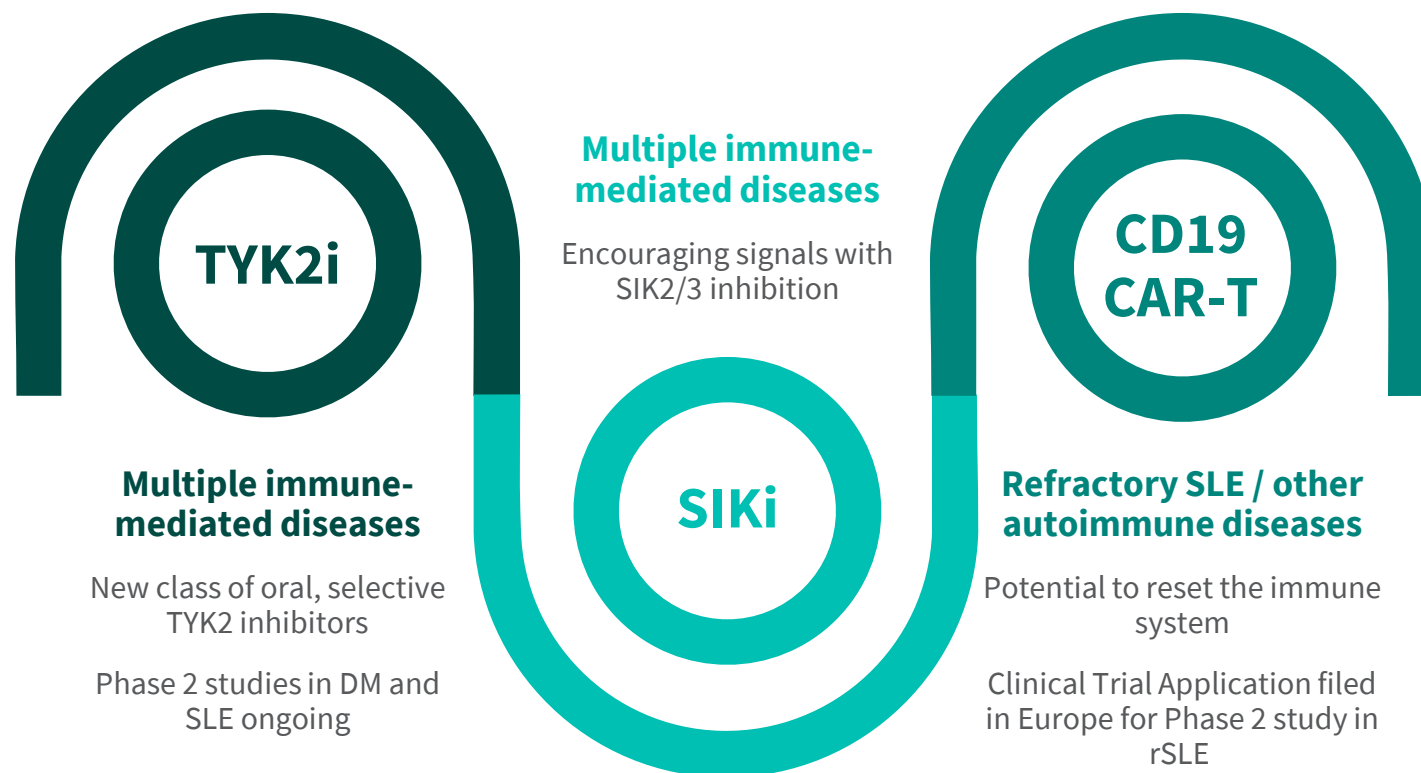 TYK2i
Multiple immune-
mediated diseases
New class of oral, selective
TYK2 inhibitors
Phase 2 studies in DM and
SLE ongoing
Multiple immune-
mediated diseases
Encouraging signals with
SIK2/3 inhibition
SIKi
CD19
CAR-T
Refractory SLE / other
autoimmune diseases
Potential to reset the immune
system
Clinical Trial Application filed
in Europe for Phase 2 study in
rSLE